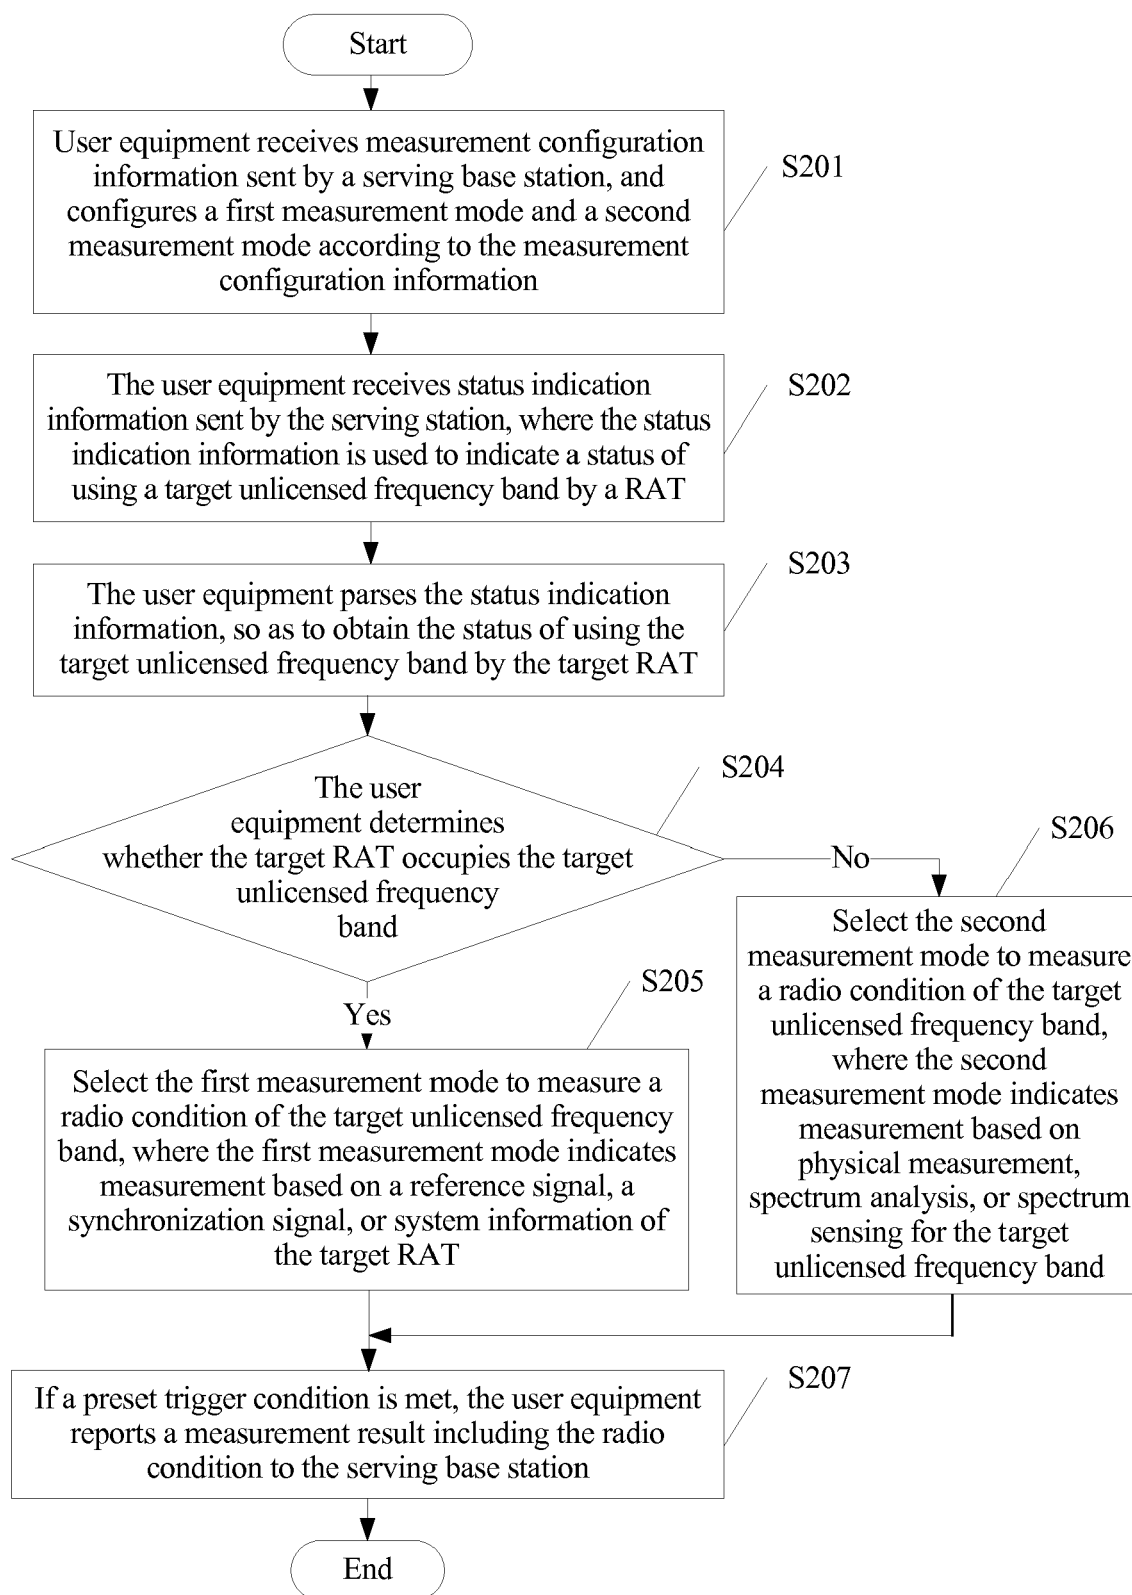 Start
User equipment receives measurement configuration
information sent by a serving base station, and
configures a first measurement mode and a second
measurement mode according to the measurement
configuration information
S201
The user equipment receives status indication
information sent by the serving station, where the status
indication information is used to indicate a status of
using a target unlicensed frequency band by a RAT
S202
The user equipment parses the status indication
information, so as to obtain the status of using the
target unlicensed frequency band by the target RAT
S203
The user
equipment determines
whether the target RAT occupies the target
unlicensed frequency
band
S204
No
Yes
S206
Select the second
measurement mode to measure
a radio condition of the target
unlicensed frequency band,
where the second
measurement mode indicates
measurement based on
physical measurement,
spectrum analysis, or spectrum
sensing for the target
unlicensed frequency band
S205
Select the first measurement mode to measure a
radio condition of the target unlicensed frequency
band, where the first measurement mode indicates
measurement based on a reference signal, a
synchronization signal, or system information of
the target RAT
If a preset trigger condition is met, the user equipment
reports a measurement result including the radio
condition to the serving base station
S207
End